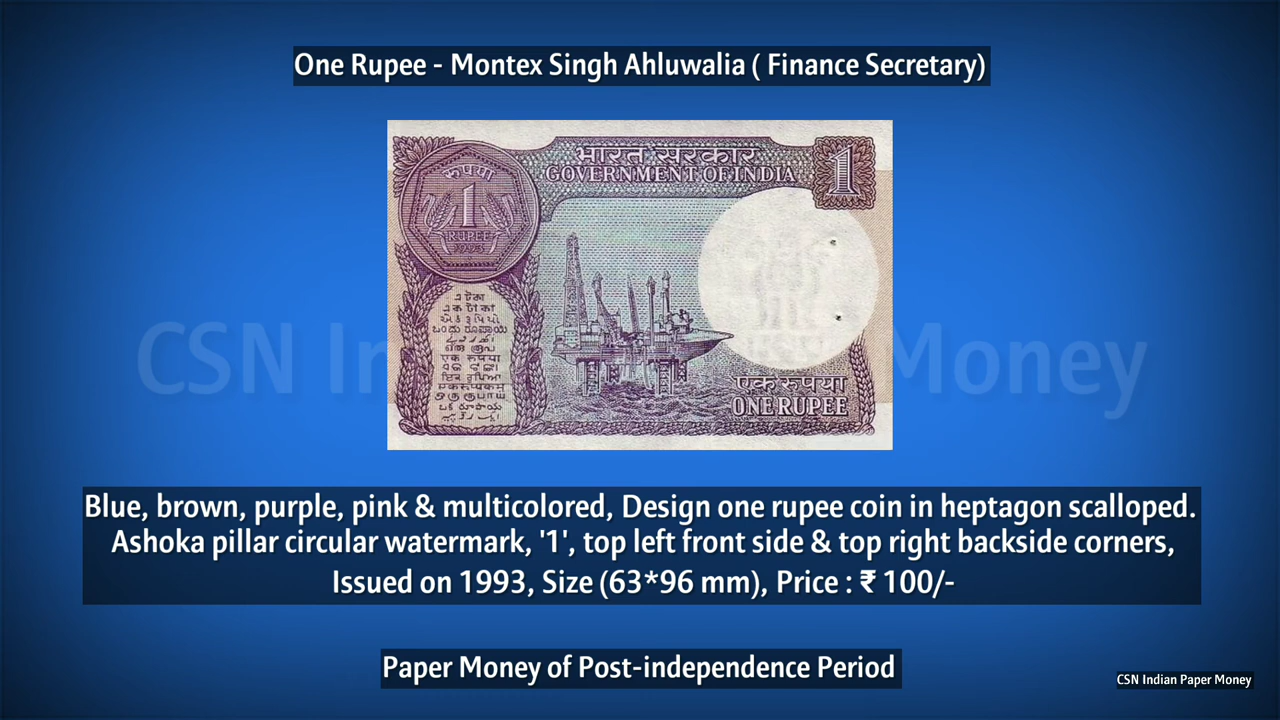 One Rupee - Montex Singh Ahluwalia ( Finance Secretary)
भारत सरकार
GOVERNMENT OF INDIA
1
रुपया
1
RUPEE
एक रुपया
ONE RUPEE
CSN In Money
Blue, brown, purple, pink & multicolored, Design one rupee coin in heptagon scalloped.
Ashoka pillar circular watermark, '1', top left front side & top right backside corners,
Issued on 1993, Size (63*96 mm), Price : ₹ 100/-
Paper Money of Post-independence Period
CSN Indian Paper Money